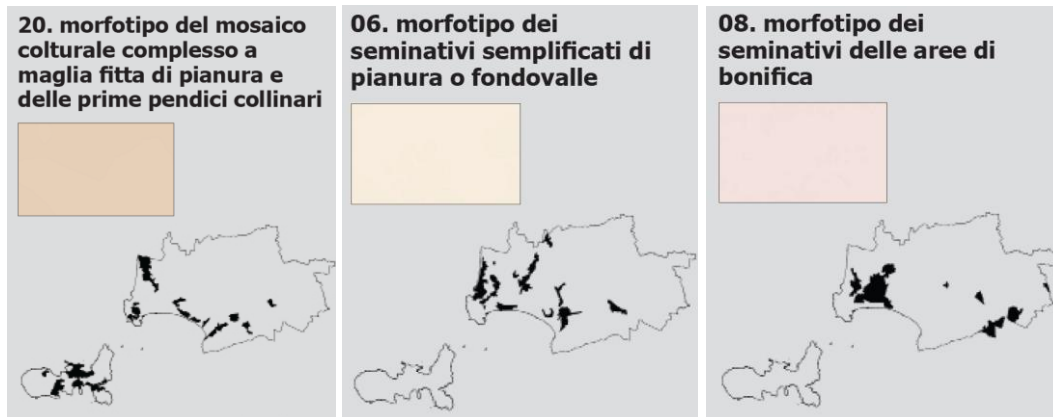 20. morfotipo del mosaico
colturale complesso a
maglia fitta di pianura e
delle prime pendici collinari
06. morfotipo dei
seminativi semplificati di
pianura o fondovalle
08. morfotipo dei
seminativi delle aree di
bonifica